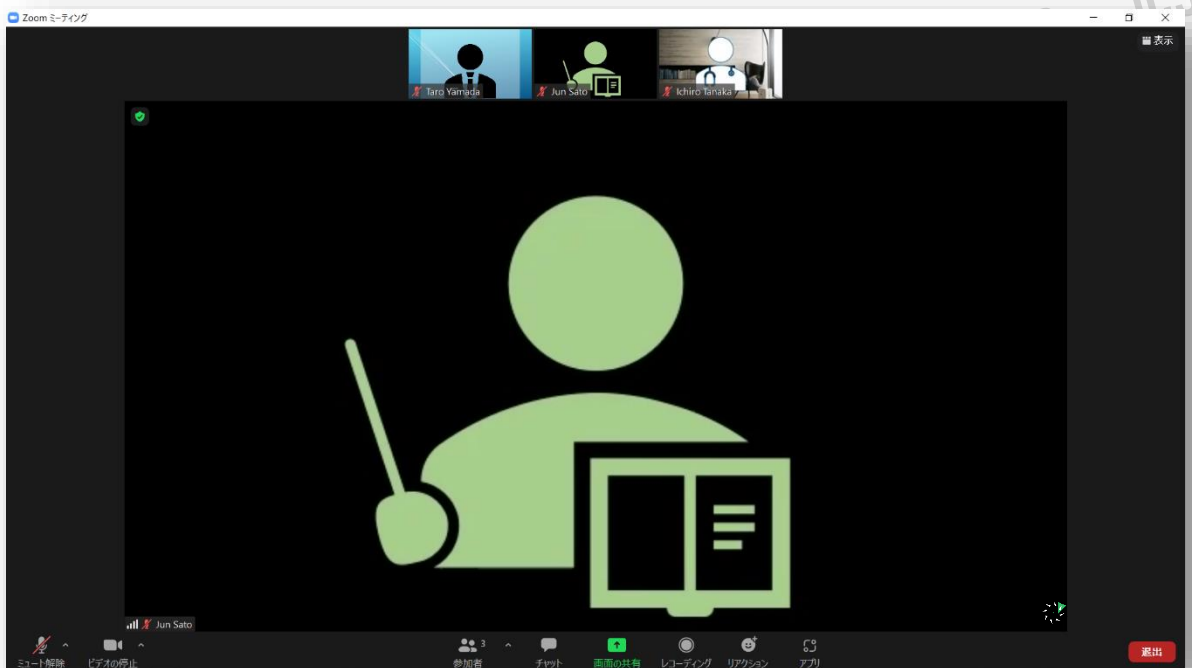 Zoom ミーティング
表示
Taro Yamada
Jun Sato
Ichiro Tanaka
Jun Sato
ミュート解除
ビデオの停止
3
参加者
チャット
画面の共有
レコーディング
リアクション
アプリ
退出